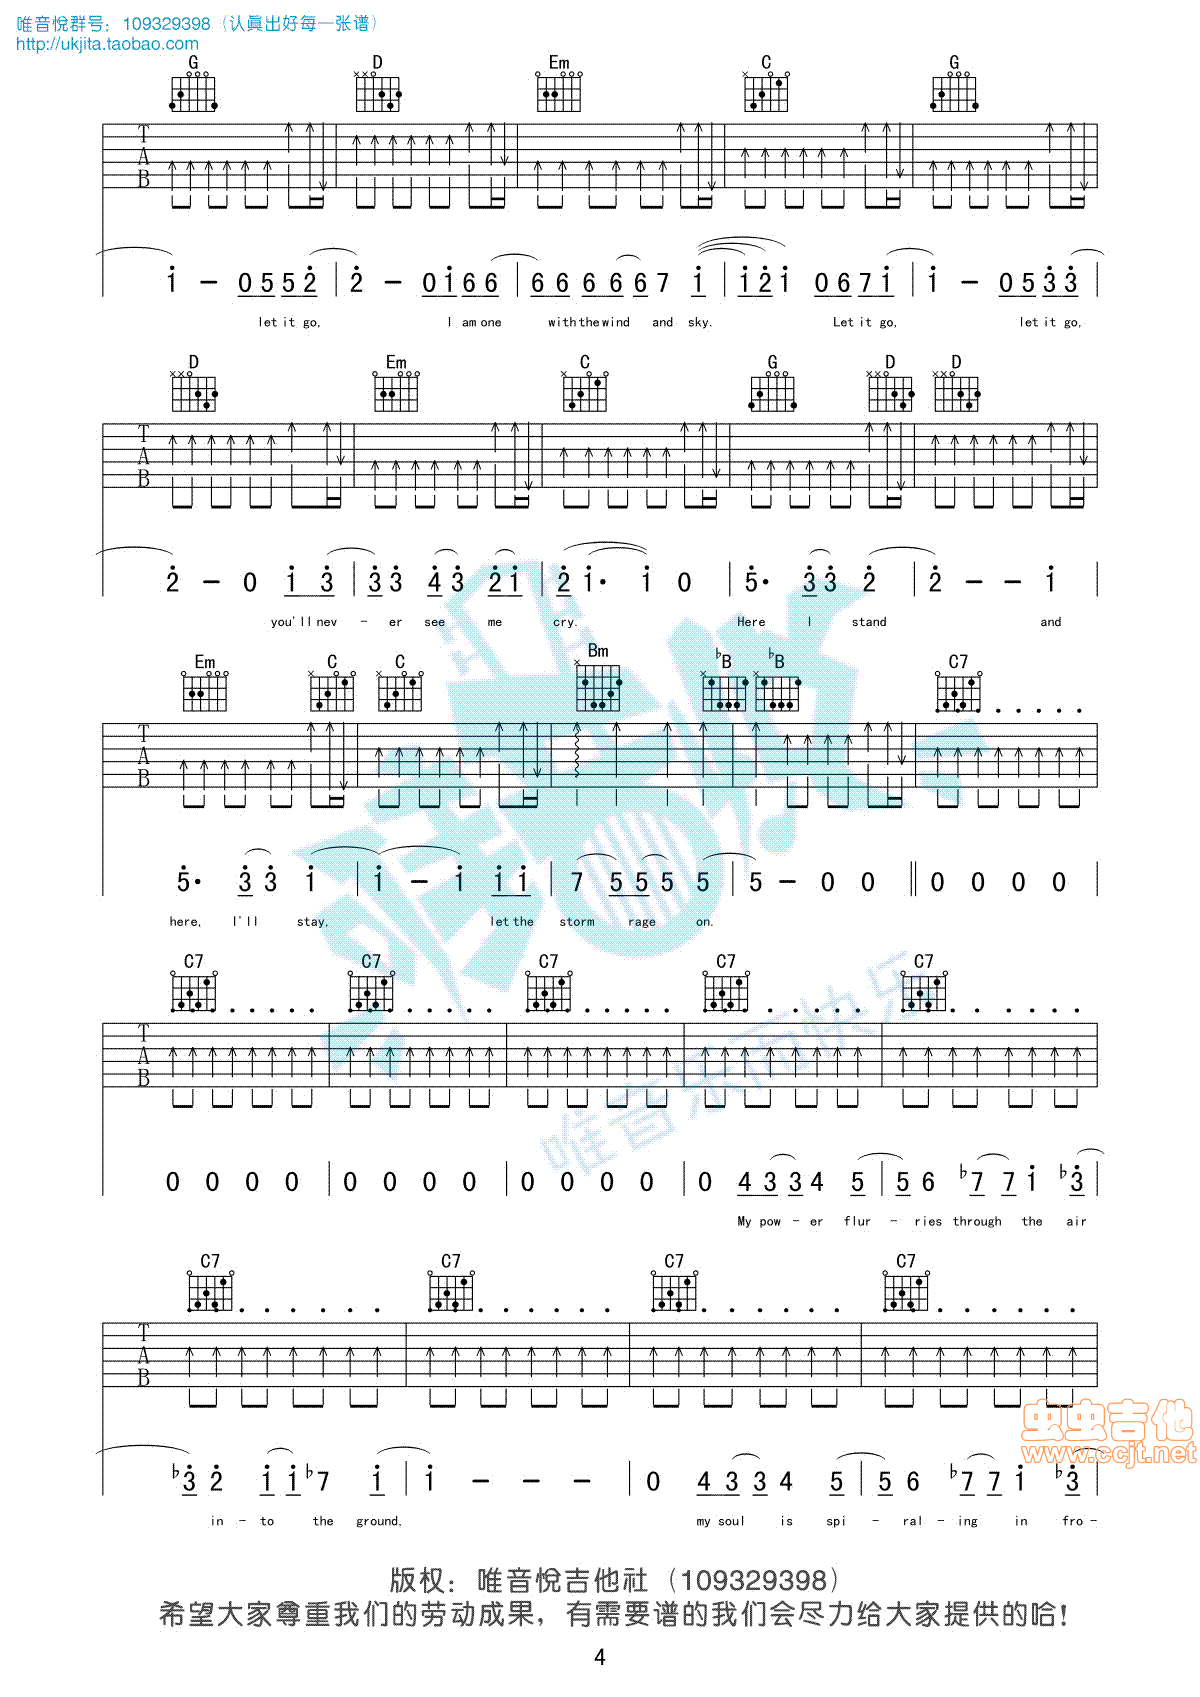 唯音悦群号：109329398（认真出好每一张谱）
http://ukjita.taobao.com
G D Em C G
T
A
B
i - 0 5 5 2 | 2 - 0 i 6 6 | 6 6 6 6 6 7 i | i 2 i 0 6 7 i | i - 0 5 3 3
let it go, I am one with the wind and sky. Let it go, let it go,
D Em C G D D
T
A
B
2 - 0 i 3 | 3 3 4 3 2 i | 2 i · i 0 | 5 · 3 3 2 | 2 - - i
you'll nev - er see me cry. Here I stand and
Em C C Bm ♭B ♭B C7
T
A
B
5 · 3 3 i | i - i i i | 7 5 5 5 5 | 5 - 0 0 || 0 0 0 0
here, I'll stay, let the storm rage on.
C7 C7 C7 C7 C7
T
A
B
0 0 0 0 | 0 0 0 0 | 0 0 0 0 | 0 4 3 3 4 5 | 5 6 ♭7 7 i ♭3
My pow - er flur - ries through the air
C7 C7 C7 C7
T
A
B
♭3 2 i i ♭7 i | i - - - | 0 4 3 3 4 5 | 5 6 ♭7 7 i ♭3
in - to the ground, my soul is spi - ral - ing in fro -
唯音悦
唯音乐而快乐
虫虫吉他
www.ccjt.net
版权：唯音悦吉他社（109329398）
希望大家尊重我们的劳动成果，有需要谱的我们会尽力给大家提供的哈！
4